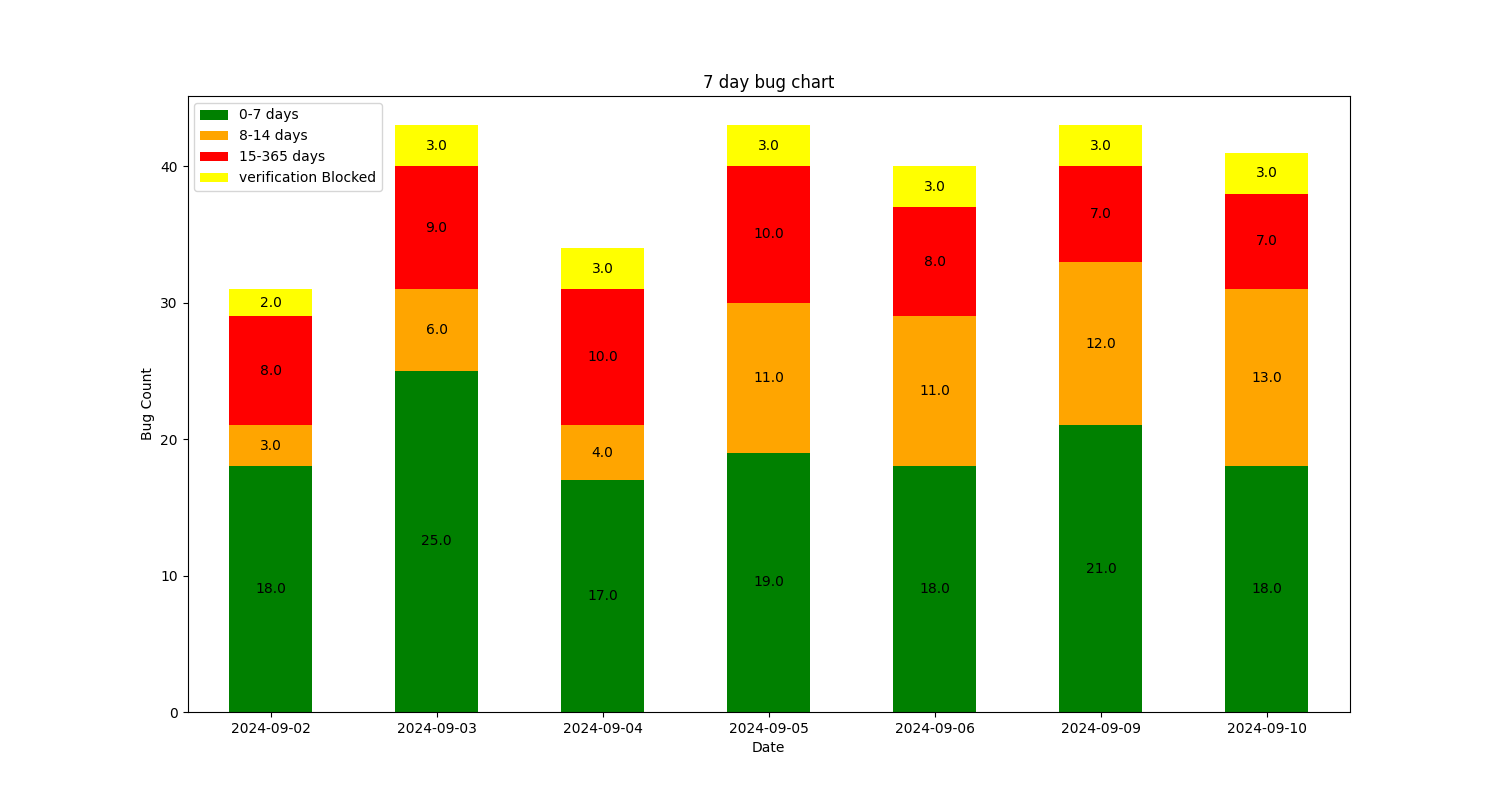 7 day bug chart
0-7 days
8-14 days
15-365 days
verification Blocked
Bug Count
40
30
20
10
0
3.0 3.0 3.0 3.0 3.0 3.0 2.0
9.0 10.0 8.0 7.0 7.0 10.0 8.0
6.0 11.0 11.0 12.0 13.0 4.0 3.0
18.0 25.0 17.0 19.0 18.0 21.0 18.0
2024-09-02 2024-09-03 2024-09-04 2024-09-05 2024-09-06 2024-09-09 2024-09-10
Date